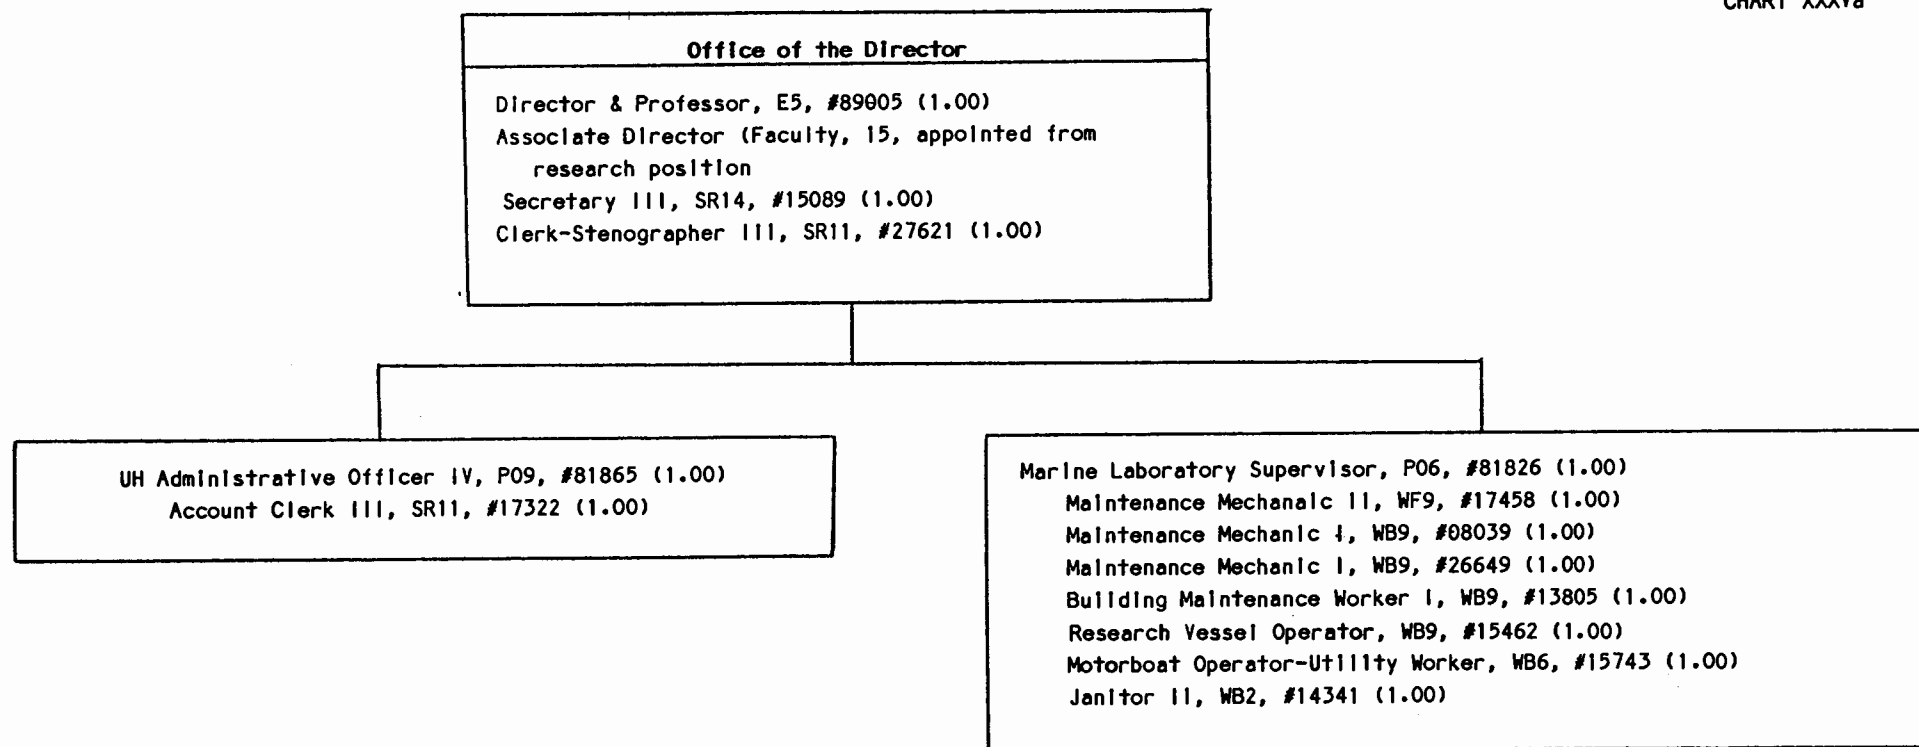 CHART XXXVa
Office of the Director
Director & Professor, E5, #89005 (1.00)
Associate Director (Faculty, 15, appointed from
research position
Secretary III, SR14, #15089 (1.00)
Clerk-Stenographer III, SR11, #27621 (1.00)
UH Administrative Officer IV, PO9, #81865 (1.00)
Account Clerk III, SR11, #17322 (1.00)
Marine Laboratory Supervisor, PO6, #81826 (1.00)
Maintenance Mechanaic II, WF9, #17458 (1.00)
Maintenance Mechanic I, WB9, #08039 (1.00)
Maintenance Mechanic I, WB9, #26649 (1.00)
Building Maintenance Worker I, WB9, #13805 (1.00)
Research Vessel Operator, WB9, #15462 (1.00)
Motorboat Operator-Utility Worker, WB6, #15743 (1.00)
Janitor II, WB2, #14341 (1.00)